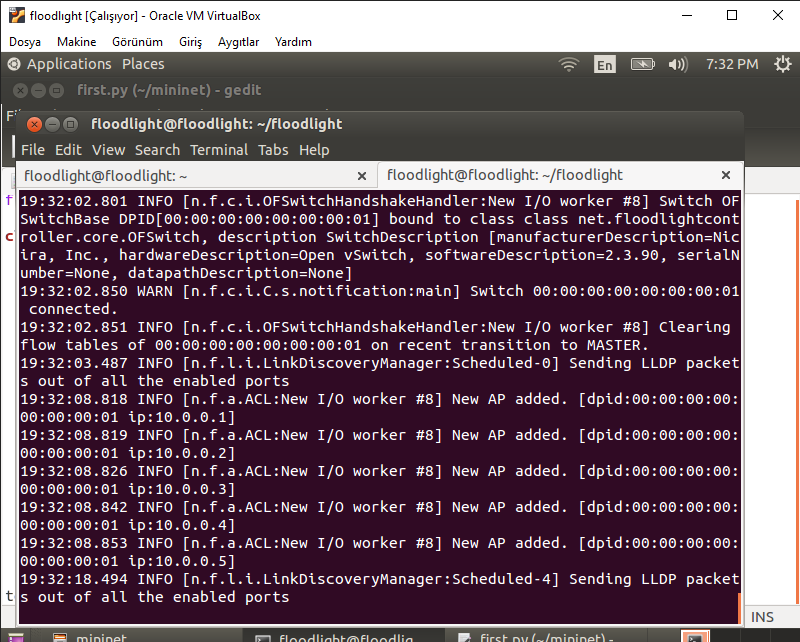 floodlıght [Çalışıyor] - Oracle VM VirtualBox
Dosya Makine Görünüm Giriş Aygıtlar Yardım
Applications Places En 7:32 PM
first.py (~/mininet) - gedit
floodlight@floodlight: ~/floodlight
File Edit View Search Terminal Tabs Help
floodlight@floodlight: ~ floodlight@floodlight: ~/floodlight
19:32:02.801 INFO [n.f.c.i.OFSwitchHandshakeHandler:New I/O worker #8] Switch OF
SwitchBase DPID[00:00:00:00:00:00:00:01] bound to class class net.floodlightcont
roller.core.OFSwitch, description SwitchDescription [manufacturerDescription=Nic
ira, Inc., hardwareDescription=Open vSwitch, softwareDescription=2.3.90, serialN
umber=None, datapathDescription=None]
19:32:02.850 WARN [n.f.c.i.C.s.notification:main] Switch 00:00:00:00:00:00:00:01
connected.
19:32:02.851 INFO [n.f.c.i.OFSwitchHandshakeHandler:New I/O worker #8] Clearing
flow tables of 00:00:00:00:00:00:00:01 on recent transition to MASTER.
19:32:03.487 INFO [n.f.l.i.LinkDiscoveryManager:Scheduled-0] Sending LLDP packet
s out of all the enabled ports
19:32:08.818 INFO [n.f.a.ACL:New I/O worker #8] New AP added. [dpid:00:00:00:00:
00:00:00:01 ip:10.0.0.1]
19:32:08.819 INFO [n.f.a.ACL:New I/O worker #8] New AP added. [dpid:00:00:00:00:
00:00:00:01 ip:10.0.0.2]
19:32:08.826 INFO [n.f.a.ACL:New I/O worker #8] New AP added. [dpid:00:00:00:00:
00:00:00:01 ip:10.0.0.3]
19:32:08.842 INFO [n.f.a.ACL:New I/O worker #8] New AP added. [dpid:00:00:00:00:
00:00:00:01 ip:10.0.0.4]
19:32:08.853 INFO [n.f.a.ACL:New I/O worker #8] New AP added. [dpid:00:00:00:00:
00:00:00:01 ip:10.0.0.5]
19:32:18.494 INFO [n.f.l.i.LinkDiscoveryManager:Scheduled-4] Sending LLDP packet
s out of all the enabled ports
INS
mininet floodlight@floodlig first.py (~/mininet) -